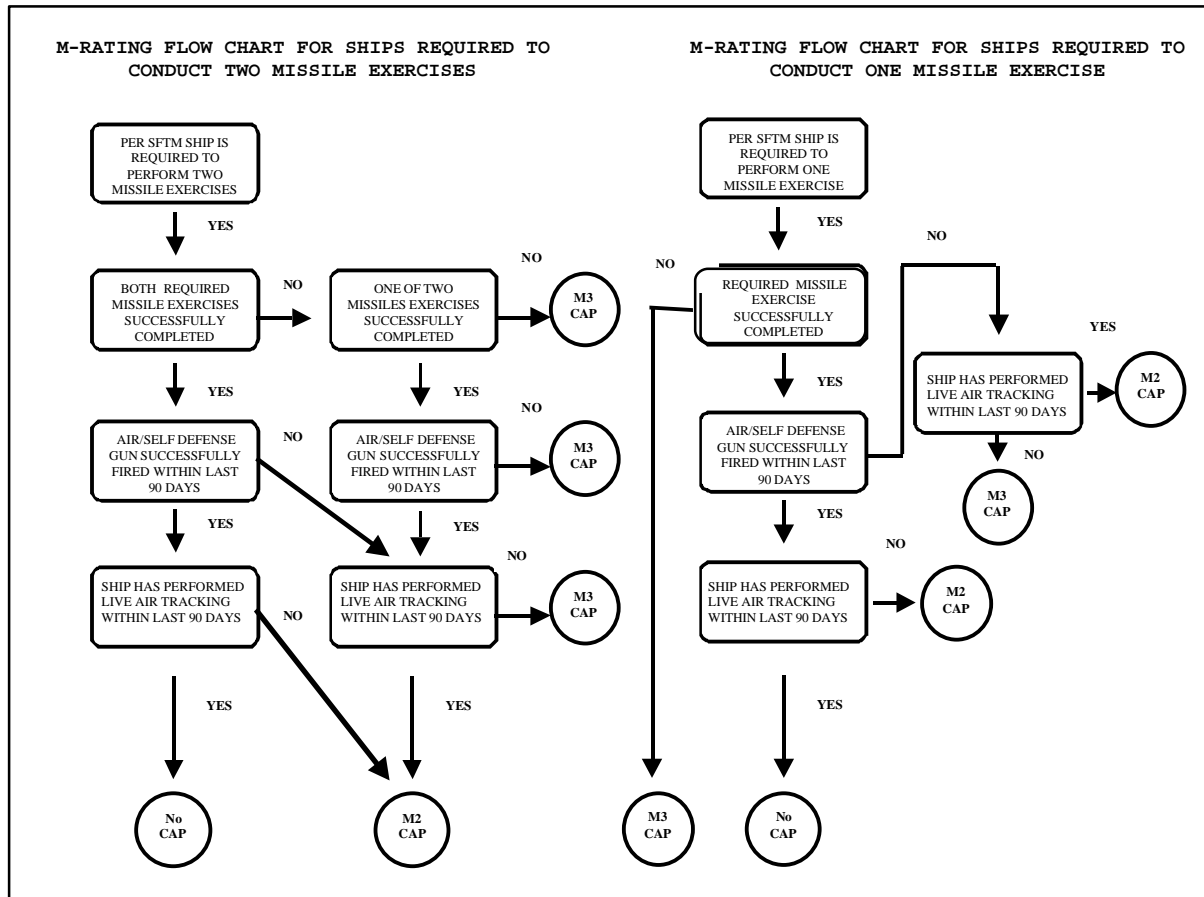 M-RATING FLOW CHART FOR SHIPS REQUIRED TO
CONDUCT TWO MISSILE EXERCISES
PER SFTM SHIP IS
REQUIRED TO
PERFORM TWO
MISSILE EXERCISES
YES
BOTH REQUIRED
MISSILE EXERCISES
SUCCESSFULLY
COMPLETED
NO
ONE OF TWO
MISSILES EXERCISES
SUCCESSFULLY
COMPLETED
NO
M3
CAP
YES
YES
AIR/SELF DEFENSE
GUN SUCCESSFULLY
FIRED WITHIN LAST
90 DAYS
NO
AIR/SELF DEFENSE
GUN SUCCESSFULLY
FIRED WITHIN LAST
90 DAYS
NO
M3
CAP
YES
YES
SHIP HAS PERFORMED
LIVE AIR TRACKING
WITHIN LAST 90 DAYS
NO
SHIP HAS PERFORMED
LIVE AIR TRACKING
WITHIN LAST 90 DAYS
NO
M3
CAP
YES
YES
No
CAP
M2
CAP
M-RATING FLOW CHART FOR SHIPS REQUIRED TO
CONDUCT ONE MISSILE EXERCISE
PER SFTM SHIP IS
REQUIRED TO
PERFORM ONE
MISSILE EXERCISE
YES
NO
NO
REQUIRED MISSILE
EXERCISE
SUCCESSFULLY
COMPLETED
YES
YES
SHIP HAS PERFORMED
LIVE AIR TRACKING
WITHIN LAST 90 DAYS
M2
CAP
AIR/SELF DEFENSE
GUN SUCCESSFULLY
FIRED WITHIN LAST
90 DAYS
NO
M3
CAP
YES
NO
SHIP HAS PERFORMED
LIVE AIR TRACKING
WITHIN LAST 90 DAYS
M2
CAP
YES
M3
CAP
No
CAP